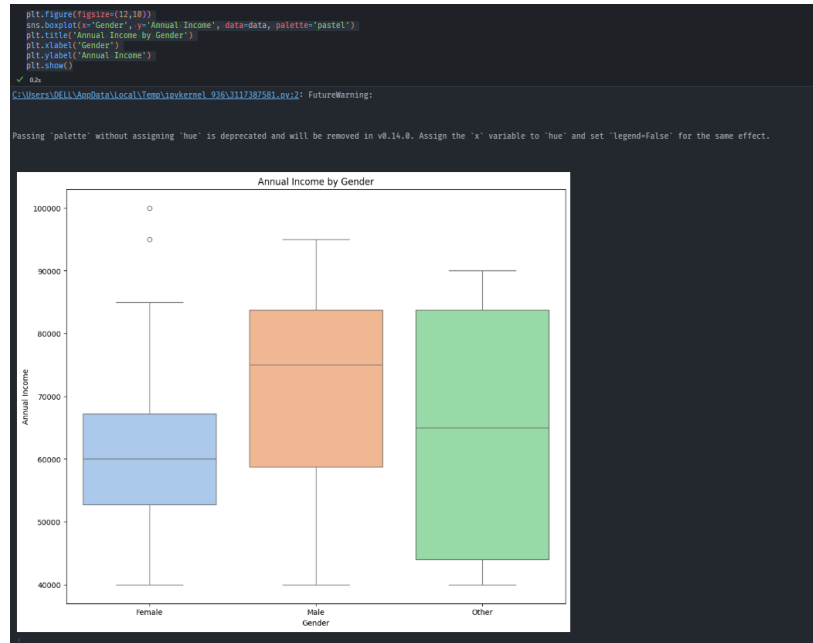 plt.figure(figsize=(12,10))
sns.boxplot(x='Gender', y='Annual Income', data=data, palette='pastel')
plt.title('Annual Income by Gender')
plt.xlabel('Gender')
plt.ylabel('Annual Income')
plt.show()
✓ 0.2s
C:\Users\DELL\AppData\Local\Temp\ipykernel_936\3117387581.py:2: FutureWarning:
Passing `palette` without assigning `hue` is deprecated and will be removed in v0.14.0. Assign the `x` variable to `hue` and set `legend=False` for the same effect.
Annual Income by Gender
100000
90000
80000
70000
60000
50000
40000
Annual Income
Female Male Other
Gender